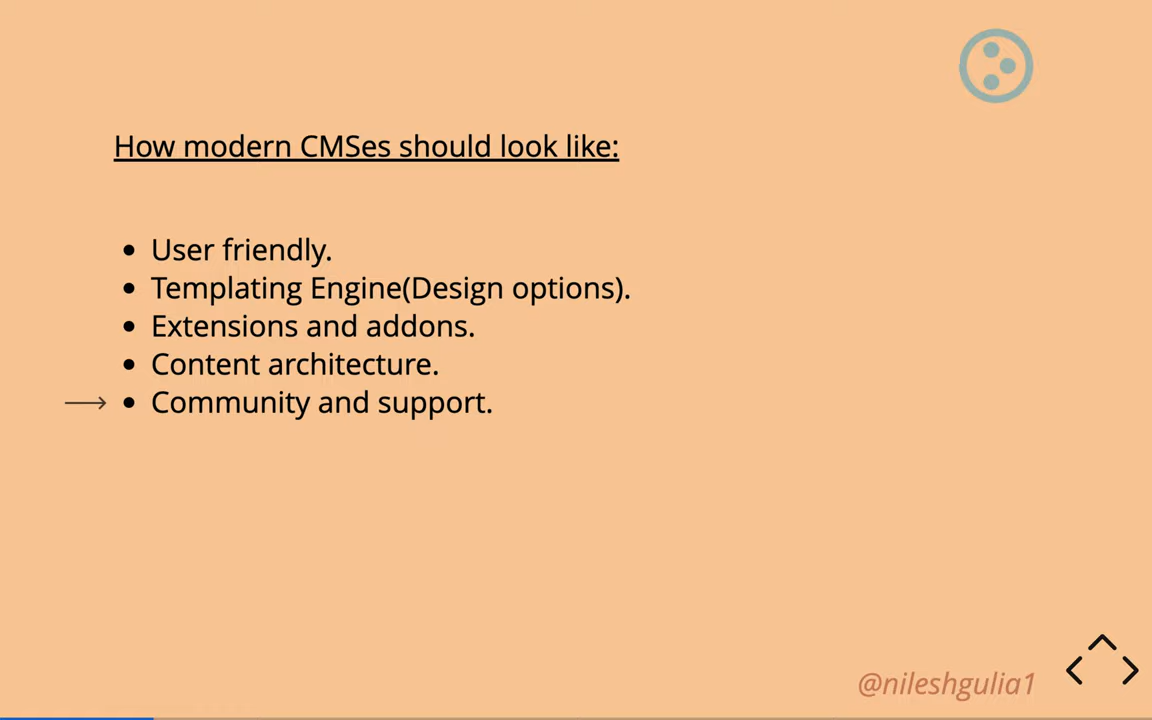 How modern CMSes should look like:
User friendly.
Templating Engine(Design options).
Extensions and addons.
Content architecture.
Community and support.
@nileshgulia1